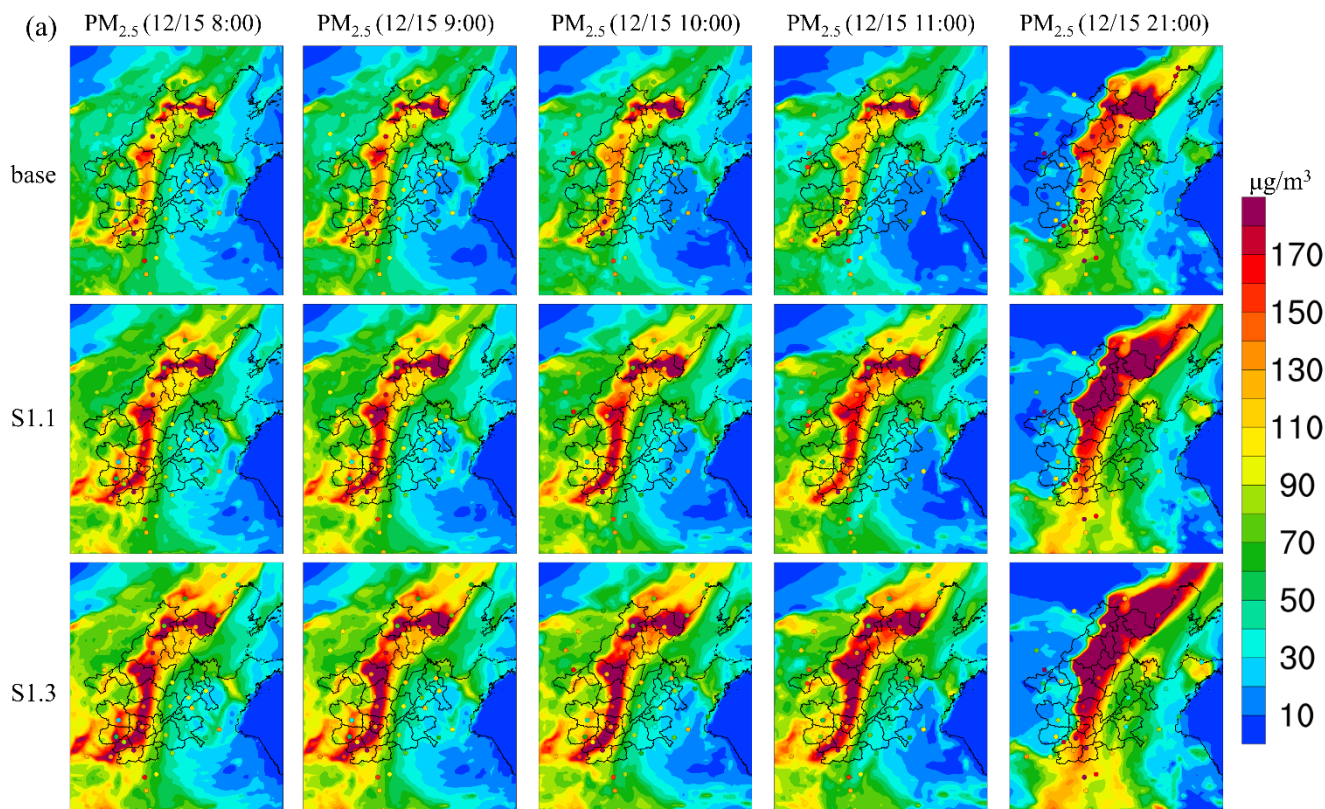 (a)
PM2.5 (12/15 8:00)
PM2.5 (12/15 9:00)
PM2.5 (12/15 10:00)
PM2.5 (12/15 11:00)
PM2.5 (12/15 21:00)
base
S1.1
S1.3
μg/m³
170
150
130
110
90
70
50
30
10